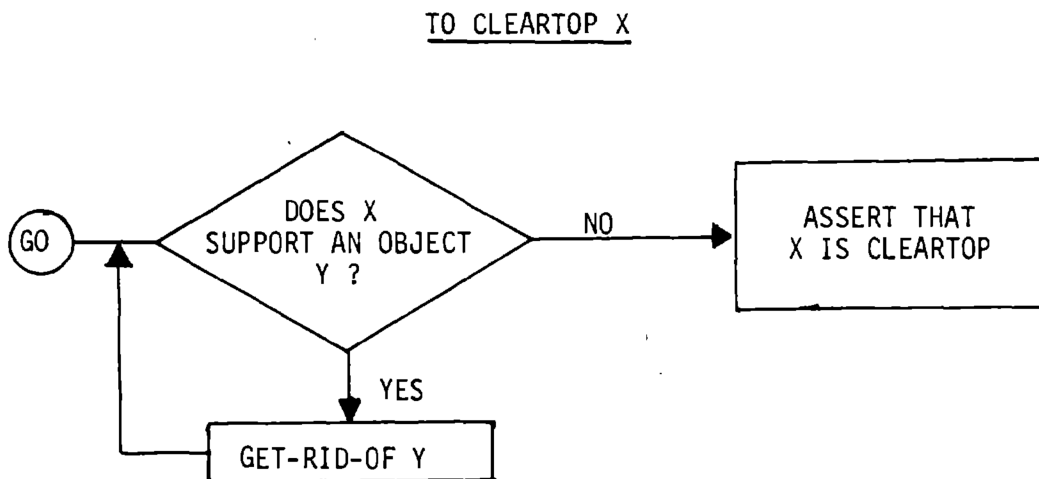 TO CLEARTOP X
GO
DOES X
SUPPORT AN OBJECT
Y ?
NO
ASSERT THAT
X IS CLEARTOP
YES
GET-RID-OF Y